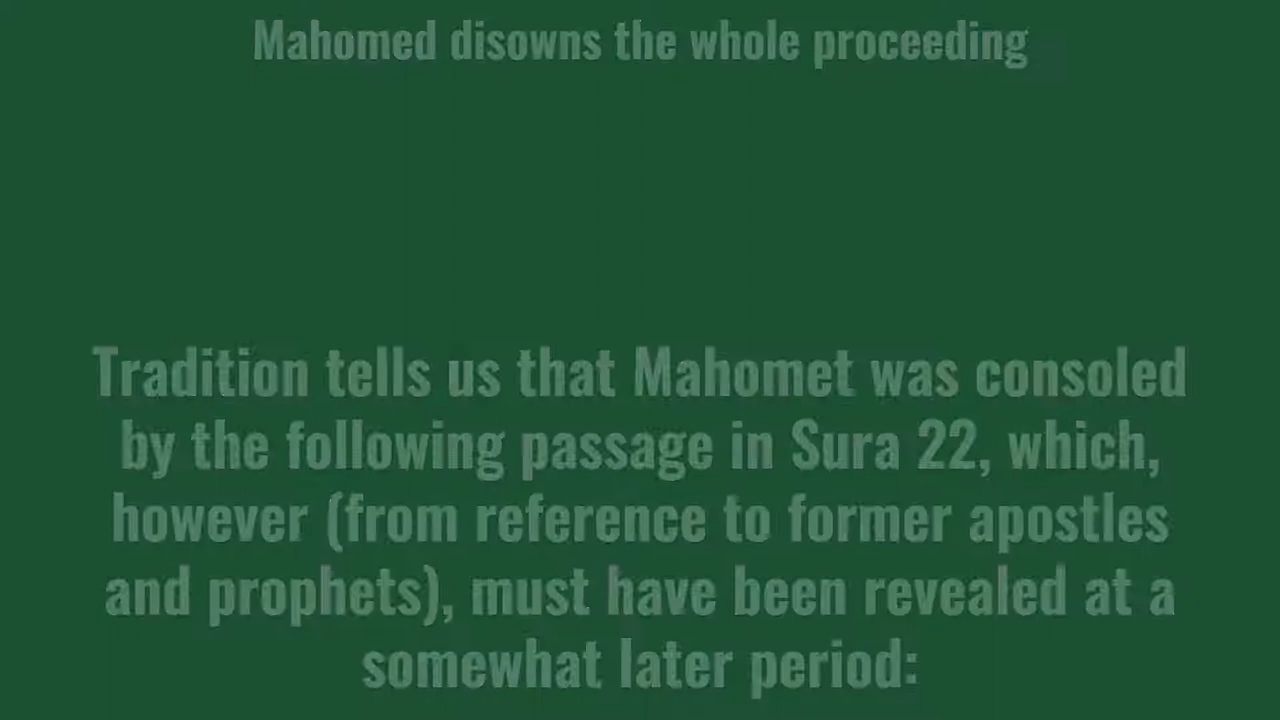 Mahomed disowns the whole proceeding
Tradition tells us that Mahomet was consoled
by the following passage in Sura 22, which,
however (from reference to former apostles
and prophets), must have been revealed at a
somewhat later period: